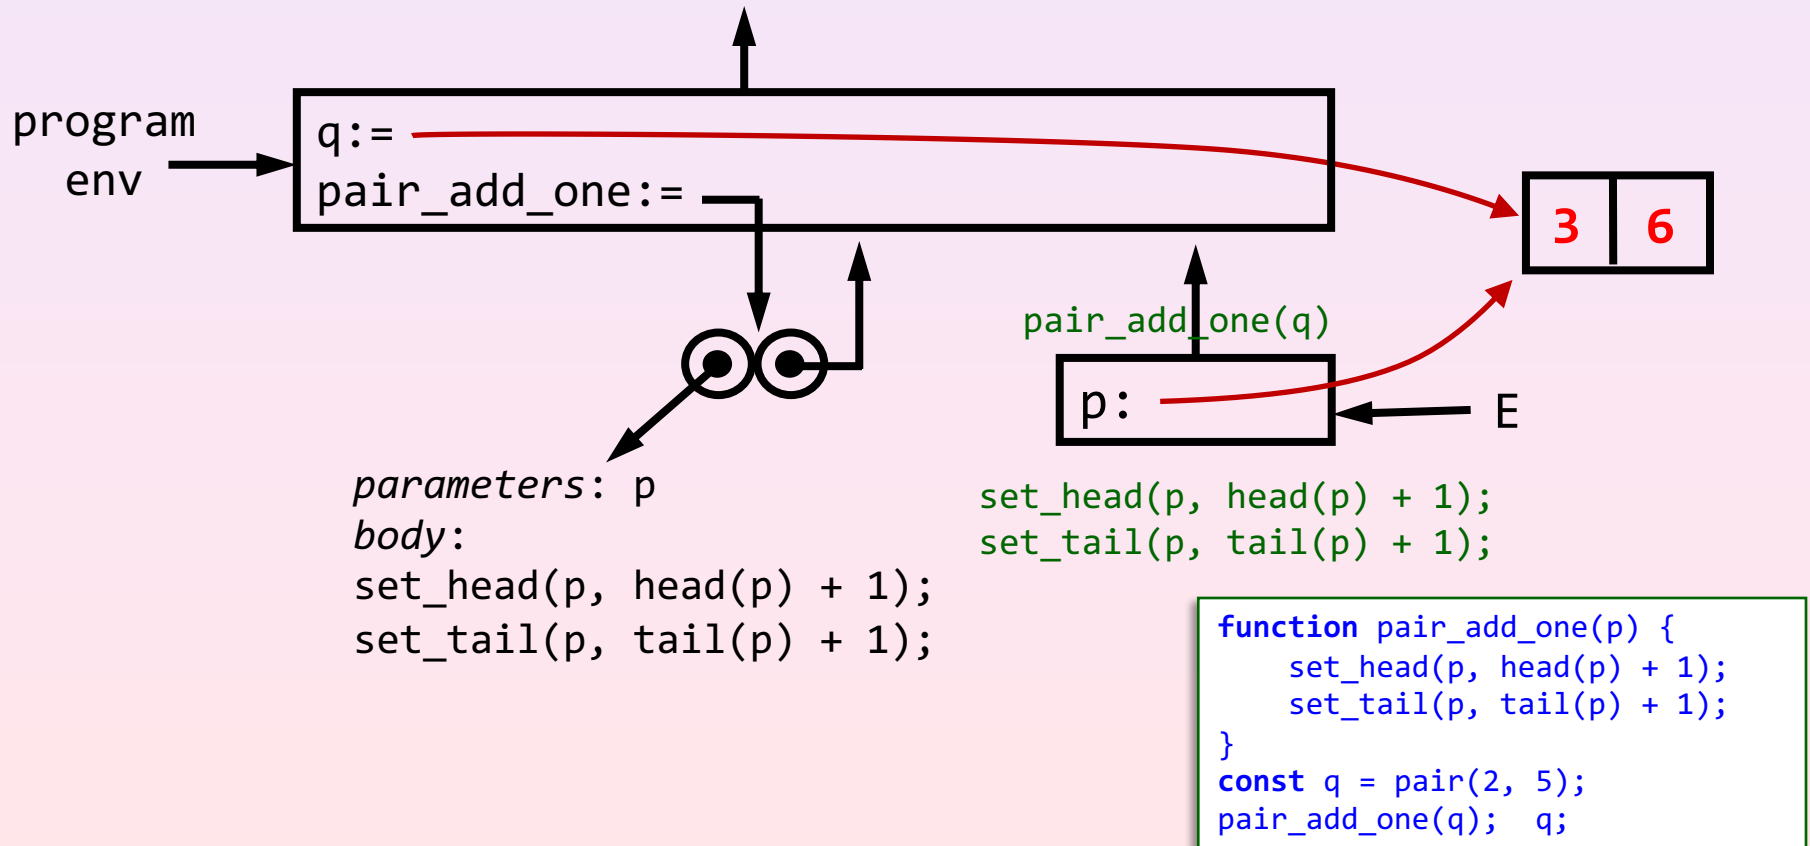 program
env
q:=
pair_add_one:=
3 6
pair_add_one(q)
p:
E
parameters: p
body:
set_head(p, head(p) + 1);
set_tail(p, tail(p) + 1);
set_head(p, head(p) + 1);
set_tail(p, tail(p) + 1);
function pair_add_one(p) {
    set_head(p, head(p) + 1);
    set_tail(p, tail(p) + 1);
}
const q = pair(2, 5);
pair_add_one(q);  q;